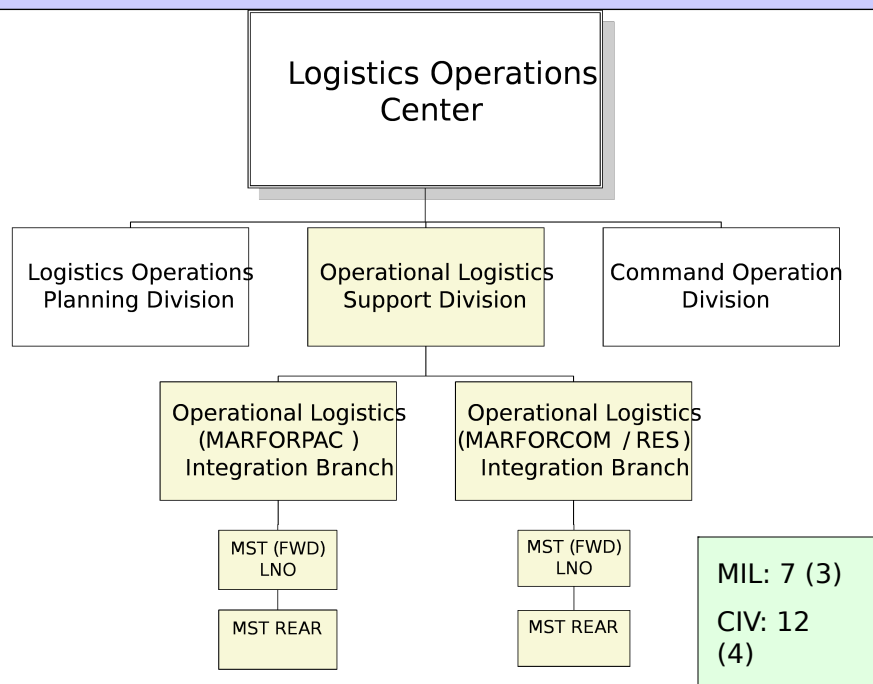 Logistics Operations
Center
Logistics Operations
Planning Division
Operational Logistics
Support Division
Command Operation
Division
Operational Logistics
(MARFORPAC )
Integration Branch
Operational Logistics
(MARFORCOM / RES)
Integration Branch
MST (FWD)
LNO
MST (FWD)
LNO
MST REAR
MST REAR
MIL: 7 (3)
CIV: 12
(4)